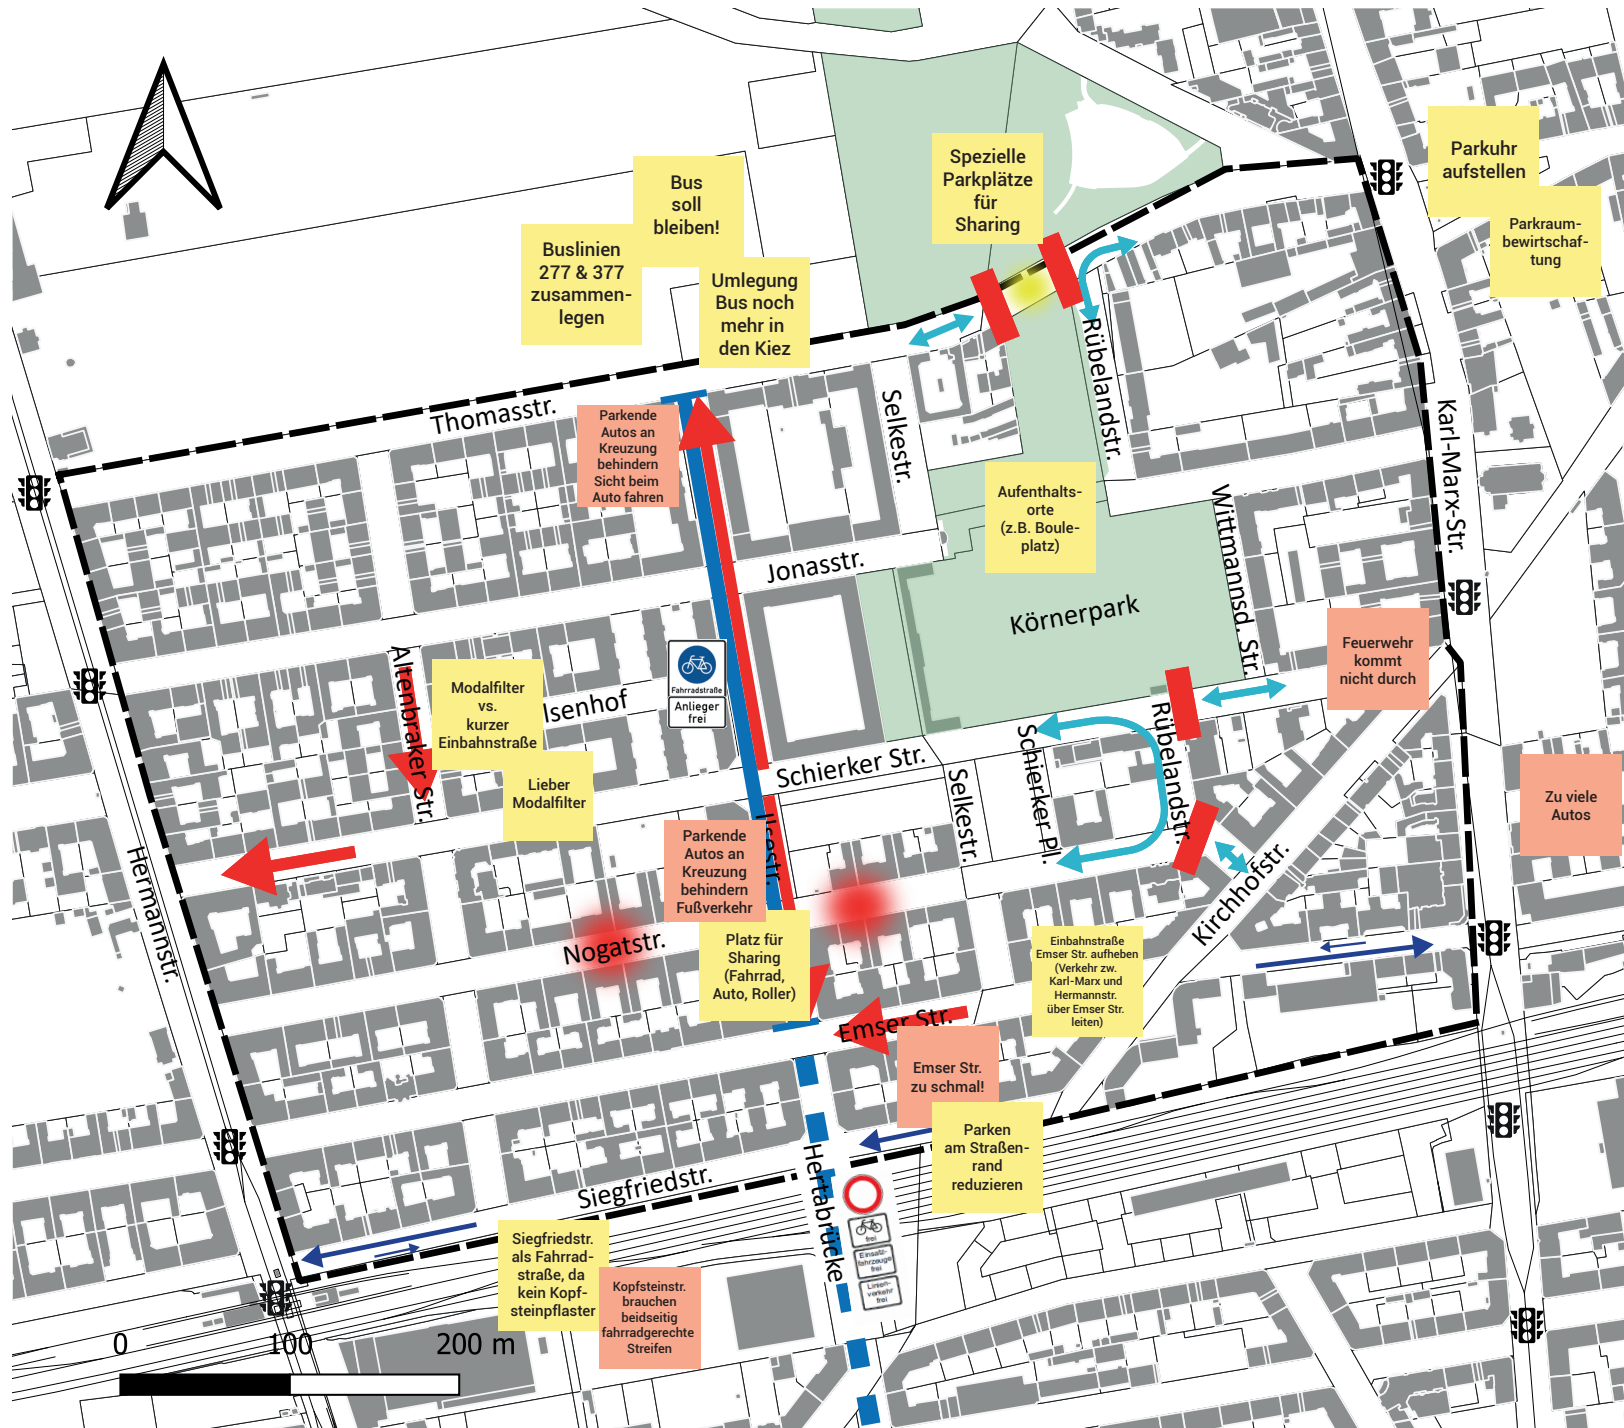 Parkuhr
aufstellen
Parkraum-
bewirtschaf-
tung
Spezielle
Parkplätze
für
Sharing
Bus
soll
bleiben!
Buslinien
277 & 377
zusammen-
legen
Umlegung
Bus noch
mehr in
den Kiez
Thomasstr.
Parkende
Autos an
Kreuzung
behindern
Sicht beim
Auto fahren
Selkestr.
Rübelandstr.
Karl-Marx-Str.
Aufenthalts-
orte
(z.B. Boule-
platz)
Wittmannsd. Str.
Jonasstr.
Körnerpark
Feuerwehr
kommt
nicht durch
Altenbraker Str.
Modalfilter
vs.
kurzer
Einbahnstraße
Ilsenhof
Fahrradstraße
Anlieger
frei
Lieber
Modalfilter
Schierker Str.
Selkestr.
Schierker Pl.
Rübelandstr.
Zu viele
Autos
Hermannstr.
Ilsestr.
Parkende
Autos an
Kreuzung
behindern
Fußverkehr
Kirchhofstr.
Nogatstr.
Platz für
Sharing
(Fahrrad,
Auto, Roller)
Einbahnstraße
Emser Str. aufheben
(Verkehr zw.
Karl-Marx und
Hermannstr.
über Emser Str.
leiten)
Emser Str.
Emser Str.
zu schmal!
Parken
am Straßen-
rand
reduzieren
Siegfriedstr.
Hertabrücke
frei
Einsatz-
fahrzeuge
frei
Linien-
verkehr
frei
Siegfriedstr.
als Fahrrad-
straße, da
kein Kopf-
steinpflaster
Kopfsteinstr.
brauchen
beidseitig
fahrradgerechte
Streifen
0 100 200 m